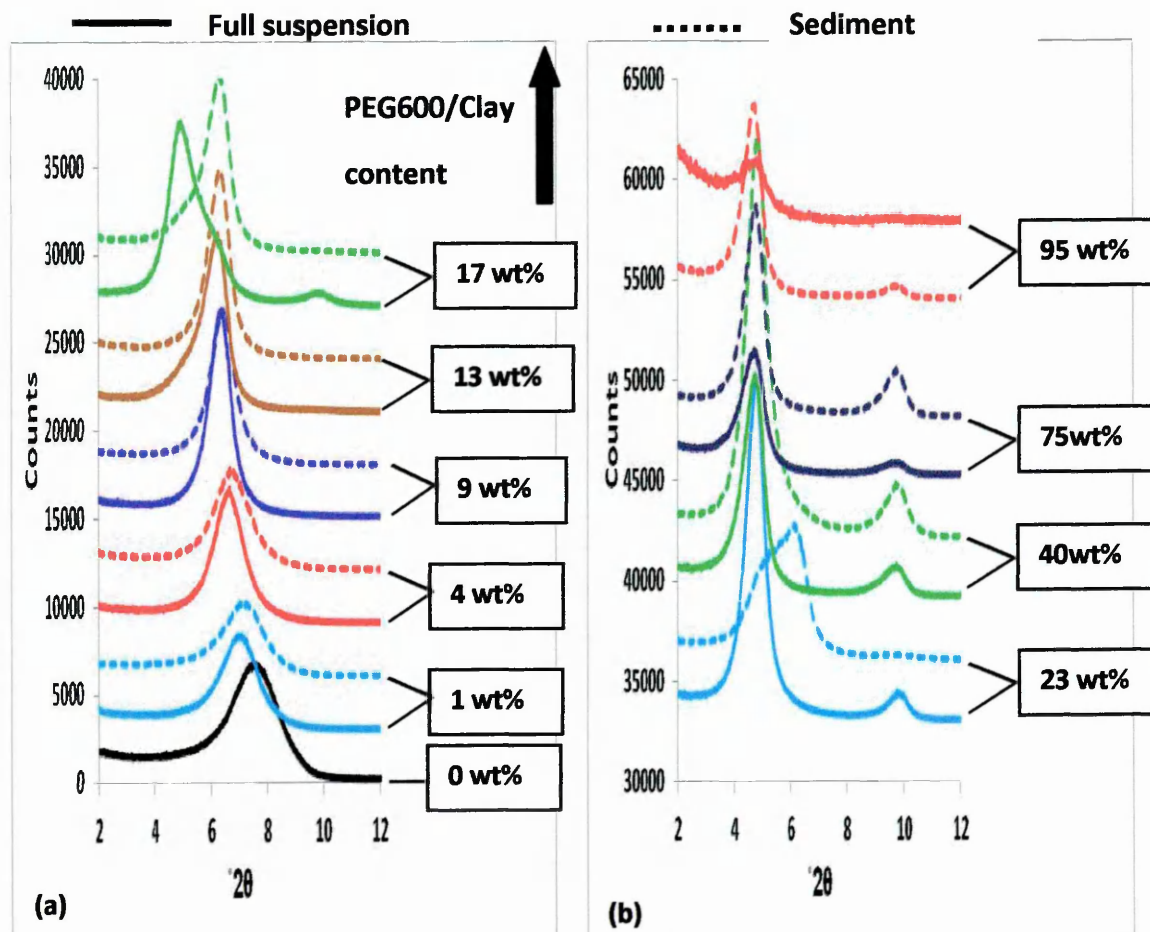 Full suspension
Sediment
PEG600/Clay
content
Counts
40000
35000
30000
25000
20000
15000
10000
5000
0
17 wt%
13 wt%
9 wt%
4 wt%
1 wt%
0 wt%
2 4 6 8 10 12
°2θ
(a)
Counts
65000
60000
55000
50000
45000
40000
35000
30000
95 wt%
75wt%
40wt%
23 wt%
2 4 6 8 10 12
°2θ
(b)